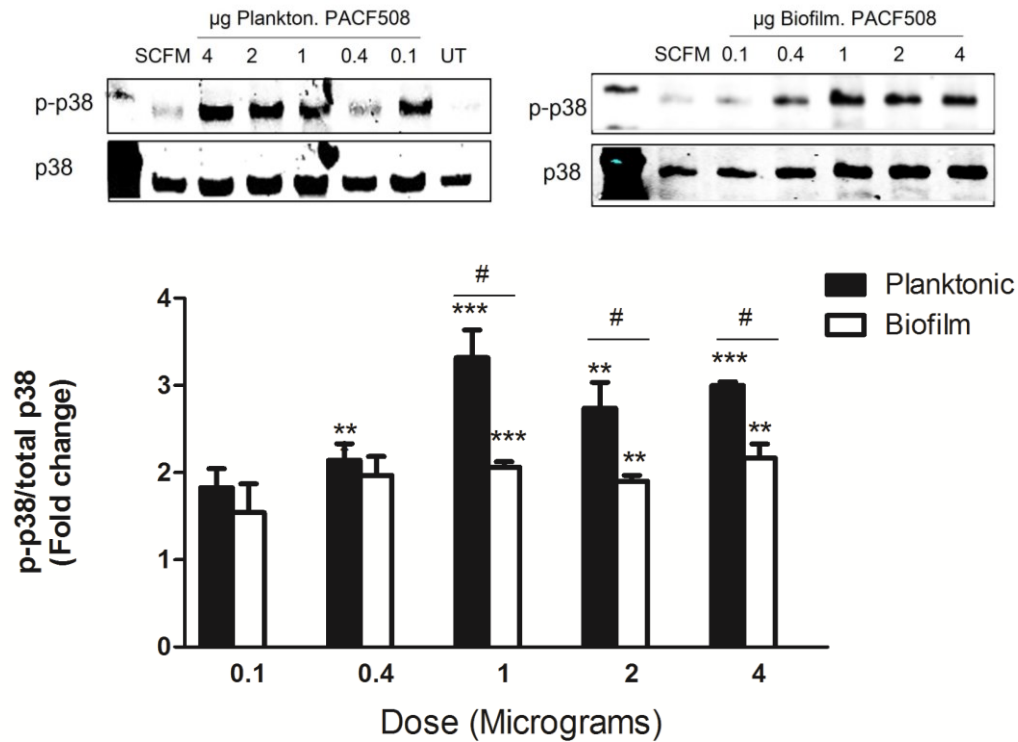 µg Plankton. PACF508
SCFM 4 2 1 0.4 0.1 UT
p-p38
p38
µg Biofilm. PACF508
SCFM 0.1 0.4 1 2 4
p-p38
p38
Planktonic
Biofilm
p-p38/total p38
(Fold change)
4
3
2
1
0
**
#
***
***
#
**
**
#
***
**
0.1 0.4 1 2 4
Dose (Micrograms)